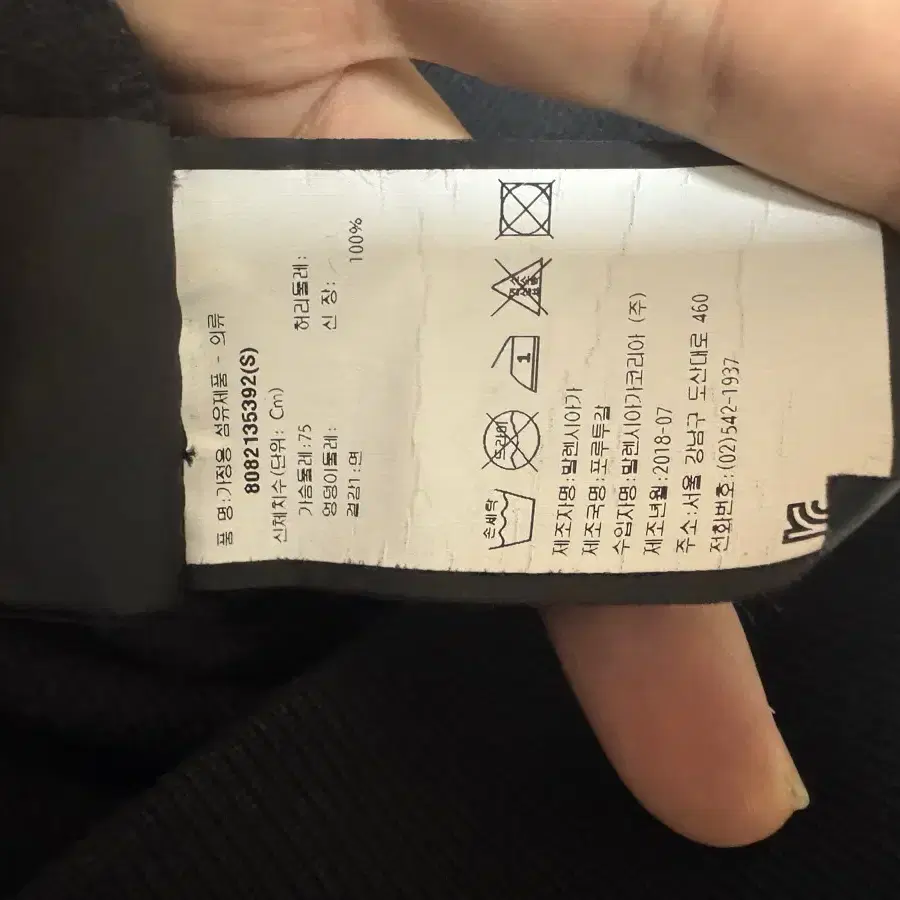 품 명:가정용 섬유제품 - 의류
8082135392(S)
신체치수(단위: Cm)
가슴둘레:75 허리둘레:
엉덩이둘레: 신 장:
겉감1:면 100%
손세탁
드라이
1
제조자명:발렌시아가
제조국명:포루투갈
수입자명:발렌시아가코리아 (주)
제조년월:2018-07
주소:서울 강남구 도산대로 460
전화번호:(02)542-1937